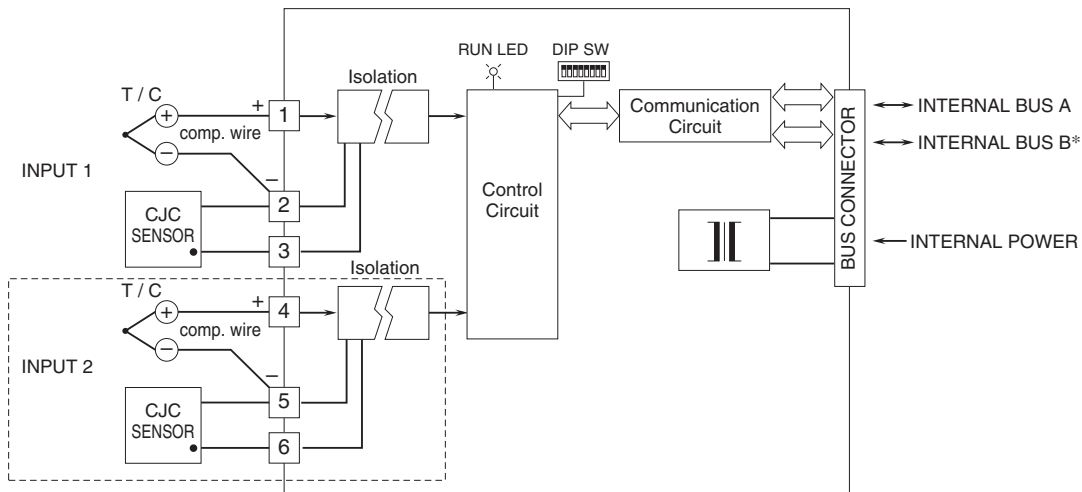 RUN LED
DIP SW
Isolation
T / C
+
1
+
comp. wire
Communication
Circuit
INTERNAL BUS A
INTERNAL BUS B*
−
−
INPUT 1
2
CJC
SENSOR
3
Control
Circuit
BUS CONNECTOR
INTERNAL POWER
Isolation
T / C
+
4
+
comp. wire
−
−
INPUT 2
5
CJC
SENSOR
6